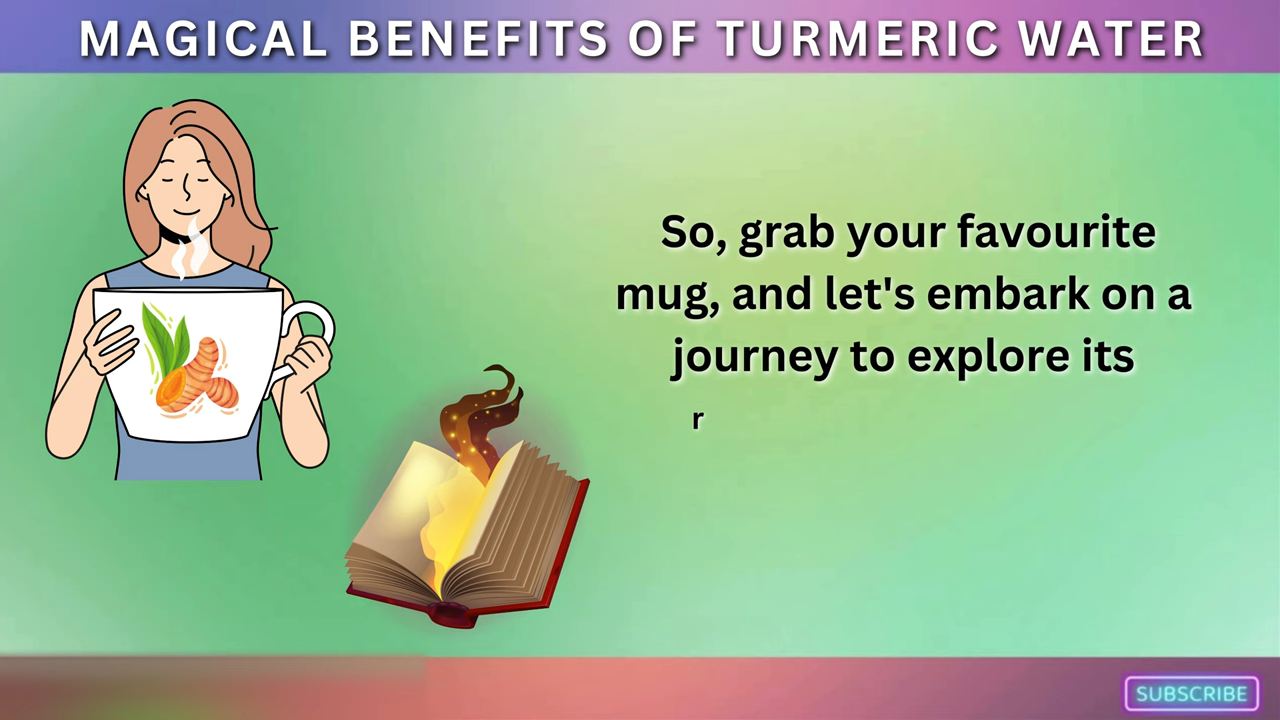 MAGICAL BENEFITS OF TURMERIC WATER
So, grab your favourite
mug, and let's embark on a
journey to explore its
r
SUBSCRIBE